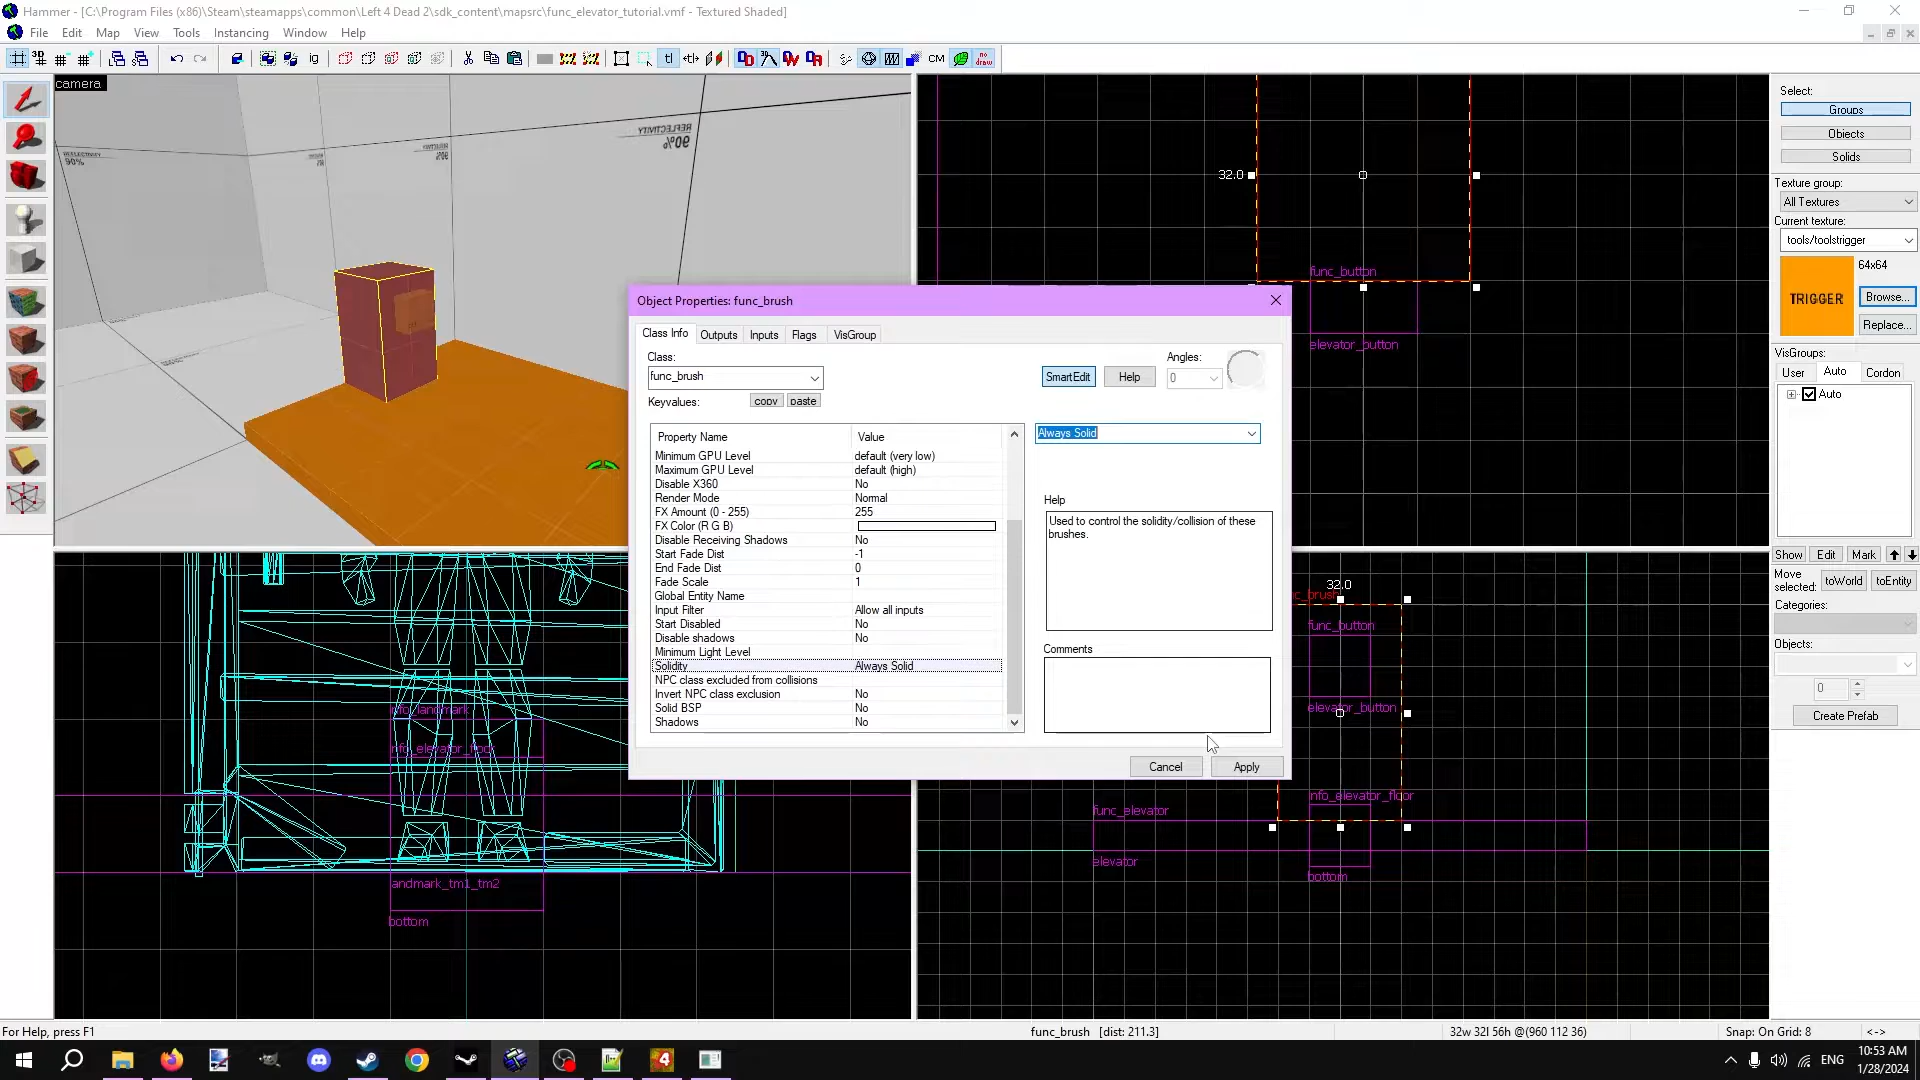 Hammer - [C:\Program Files (x86)\Steam\steamapps\common\Left 4 Dead 2\sdk_content\mapsrc\func_elevator_tutorial.vmf - Textured Shaded]
File Edit Map View Tools Instancing Window Help
camera
REFLECTIVITY
90%
32.0
func_button
elevator_button
Select:
Groups
Objects
Solids
Texture group:
All Textures
Current texture:
tools/toolstrigger
64x64
TRIGGER
Browse...
Replace...
VisGroups:
User Auto Cordon
Auto
Show Edit Mark
Move selected:
toWorld toEntity
Categories:
Objects:
0
Create Prefab
Object Properties: func_brush
Class Info Outputs Inputs Flags VisGroup
Class:
func_brush
SmartEdit Help
Angles:
0
Keyvalues: copy paste
Property Name Value
Minimum GPU Level default (very low)
Maximum GPU Level default (high)
Disable X360 No
Render Mode Normal
FX Amount (0 - 255) 255
FX Color (R G B)
Disable Receiving Shadows No
Start Fade Dist -1
End Fade Dist 0
Fade Scale 1
Global Entity Name
Input Filter Allow all inputs
Start Disabled No
Disable shadows No
Minimum Light Level
Solidity Always Solid
NPC class excluded from collisions
Invert NPC class exclusion No
Solid BSP No
Shadows No
Always Solid
Help
Used to control the solidity/collision of these brushes.
Comments
Cancel Apply
info_landmark
info_elevator_floor
andmark_tm1_tm2
bottom
32.0
nc_brush
func_button
elevator_button
info_elevator_floor
func_elevator
elevator
bottom
For Help, press F1
func_brush [dist: 211.3]
32w 32l 56h @(960 112 36)
Snap: On Grid: 8
<->
ENG
10:53 AM
1/28/2024